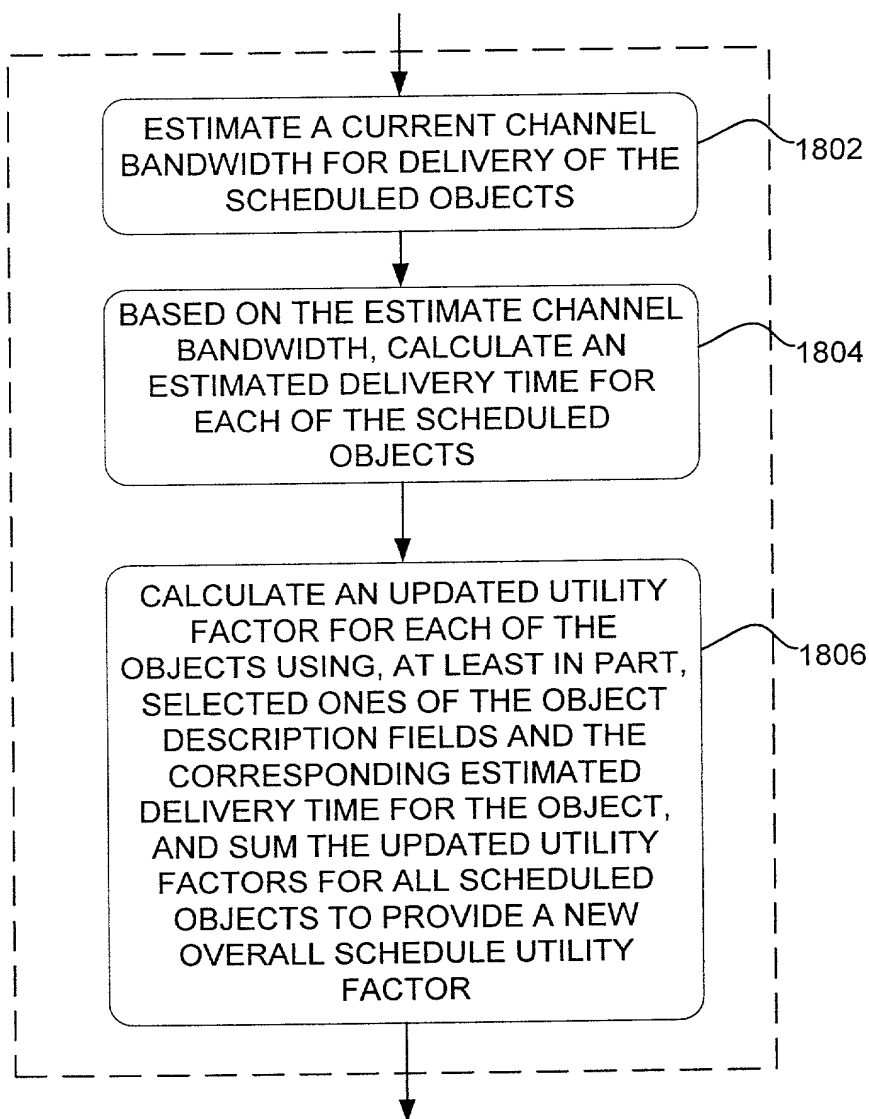 ESTIMATE A CURRENT CHANNEL
BANDWIDTH FOR DELIVERY OF THE
SCHEDULED OBJECTS
1802
BASED ON THE ESTIMATE CHANNEL
BANDWIDTH, CALCULATE AN
ESTIMATED DELIVERY TIME FOR
EACH OF THE SCHEDULED
OBJECTS
1804
CALCULATE AN UPDATED UTILITY
FACTOR FOR EACH OF THE
OBJECTS USING, AT LEAST IN PART,
SELECTED ONES OF THE OBJECT
DESCRIPTION FIELDS AND THE
CORRESPONDING ESTIMATED
DELIVERY TIME FOR THE OBJECT,
AND SUM THE UPDATED UTILITY
FACTORS FOR ALL SCHEDULED
OBJECTS TO PROVIDE A NEW
OVERALL SCHEDULE UTILITY
FACTOR
1806